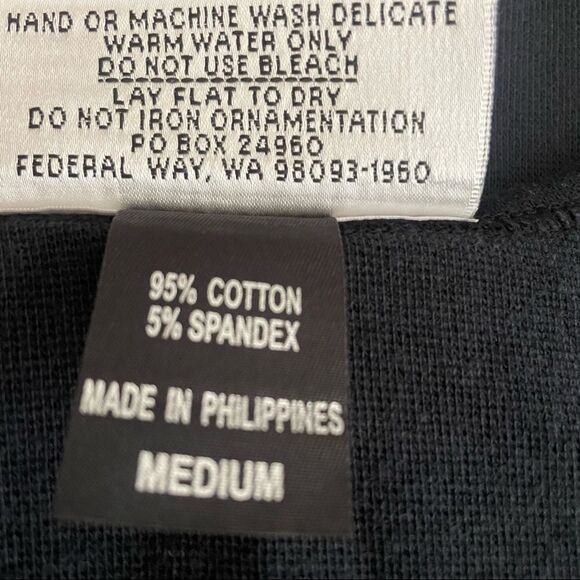 HAND OR MACHINE WASH DELICATE
WARM WATER ONLY
DO NOT USE BLEACH
LAY FLAT TO DRY
DO NOT IRON ORNAMENTATION
PO BOX 24960
FEDERAL WAY, WA 98093-1960
95% COTTON
5% SPANDEX
MADE IN PHILIPPINES
MEDIUM